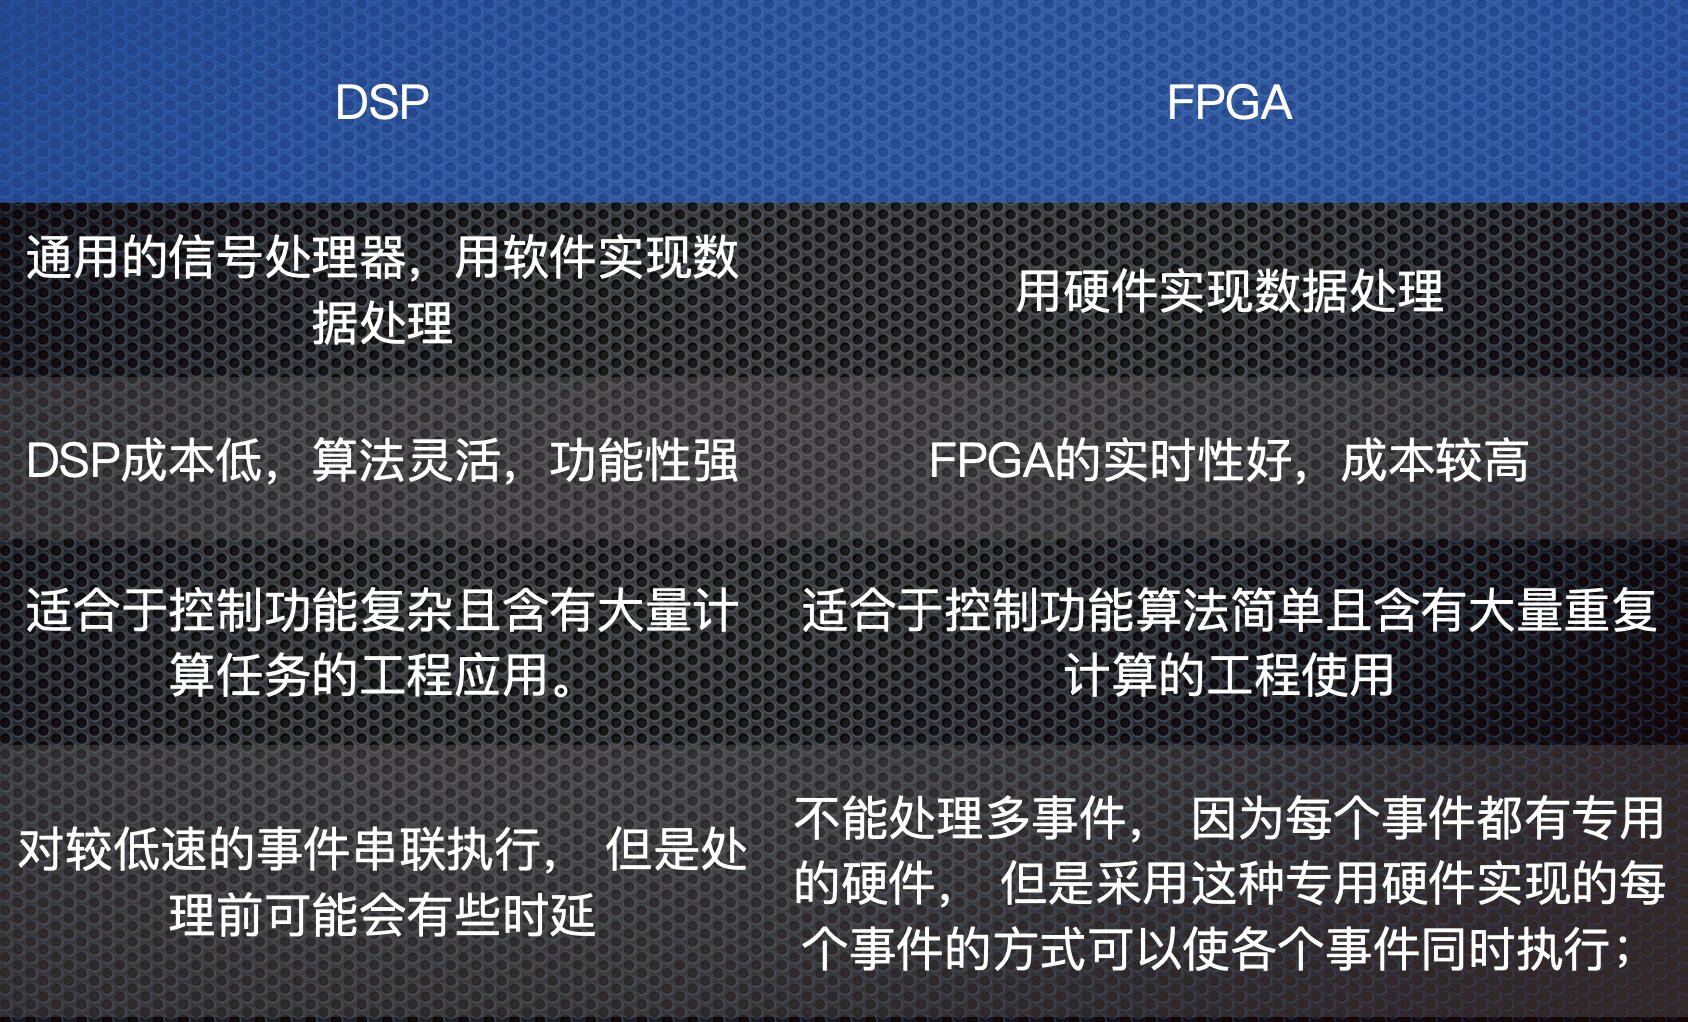 DSP
FPGA
通用的信号处理器，用软件实现数
据处理
用硬件实现数据处理
DSP成本低，算法灵活，功能性强
FPGA的实时性好，成本较高
适合于控制功能复杂且含有大量计
算任务的工程应用。
适合于控制功能算法简单且含有大量重复
计算的工程使用
对较低速的事件串联执行， 但是处
理前可能会有些时延
不能处理多事件， 因为每个事件都有专用
的硬件， 但是采用这种专用硬件实现的每
个事件的方式可以使各个事件同时执行；